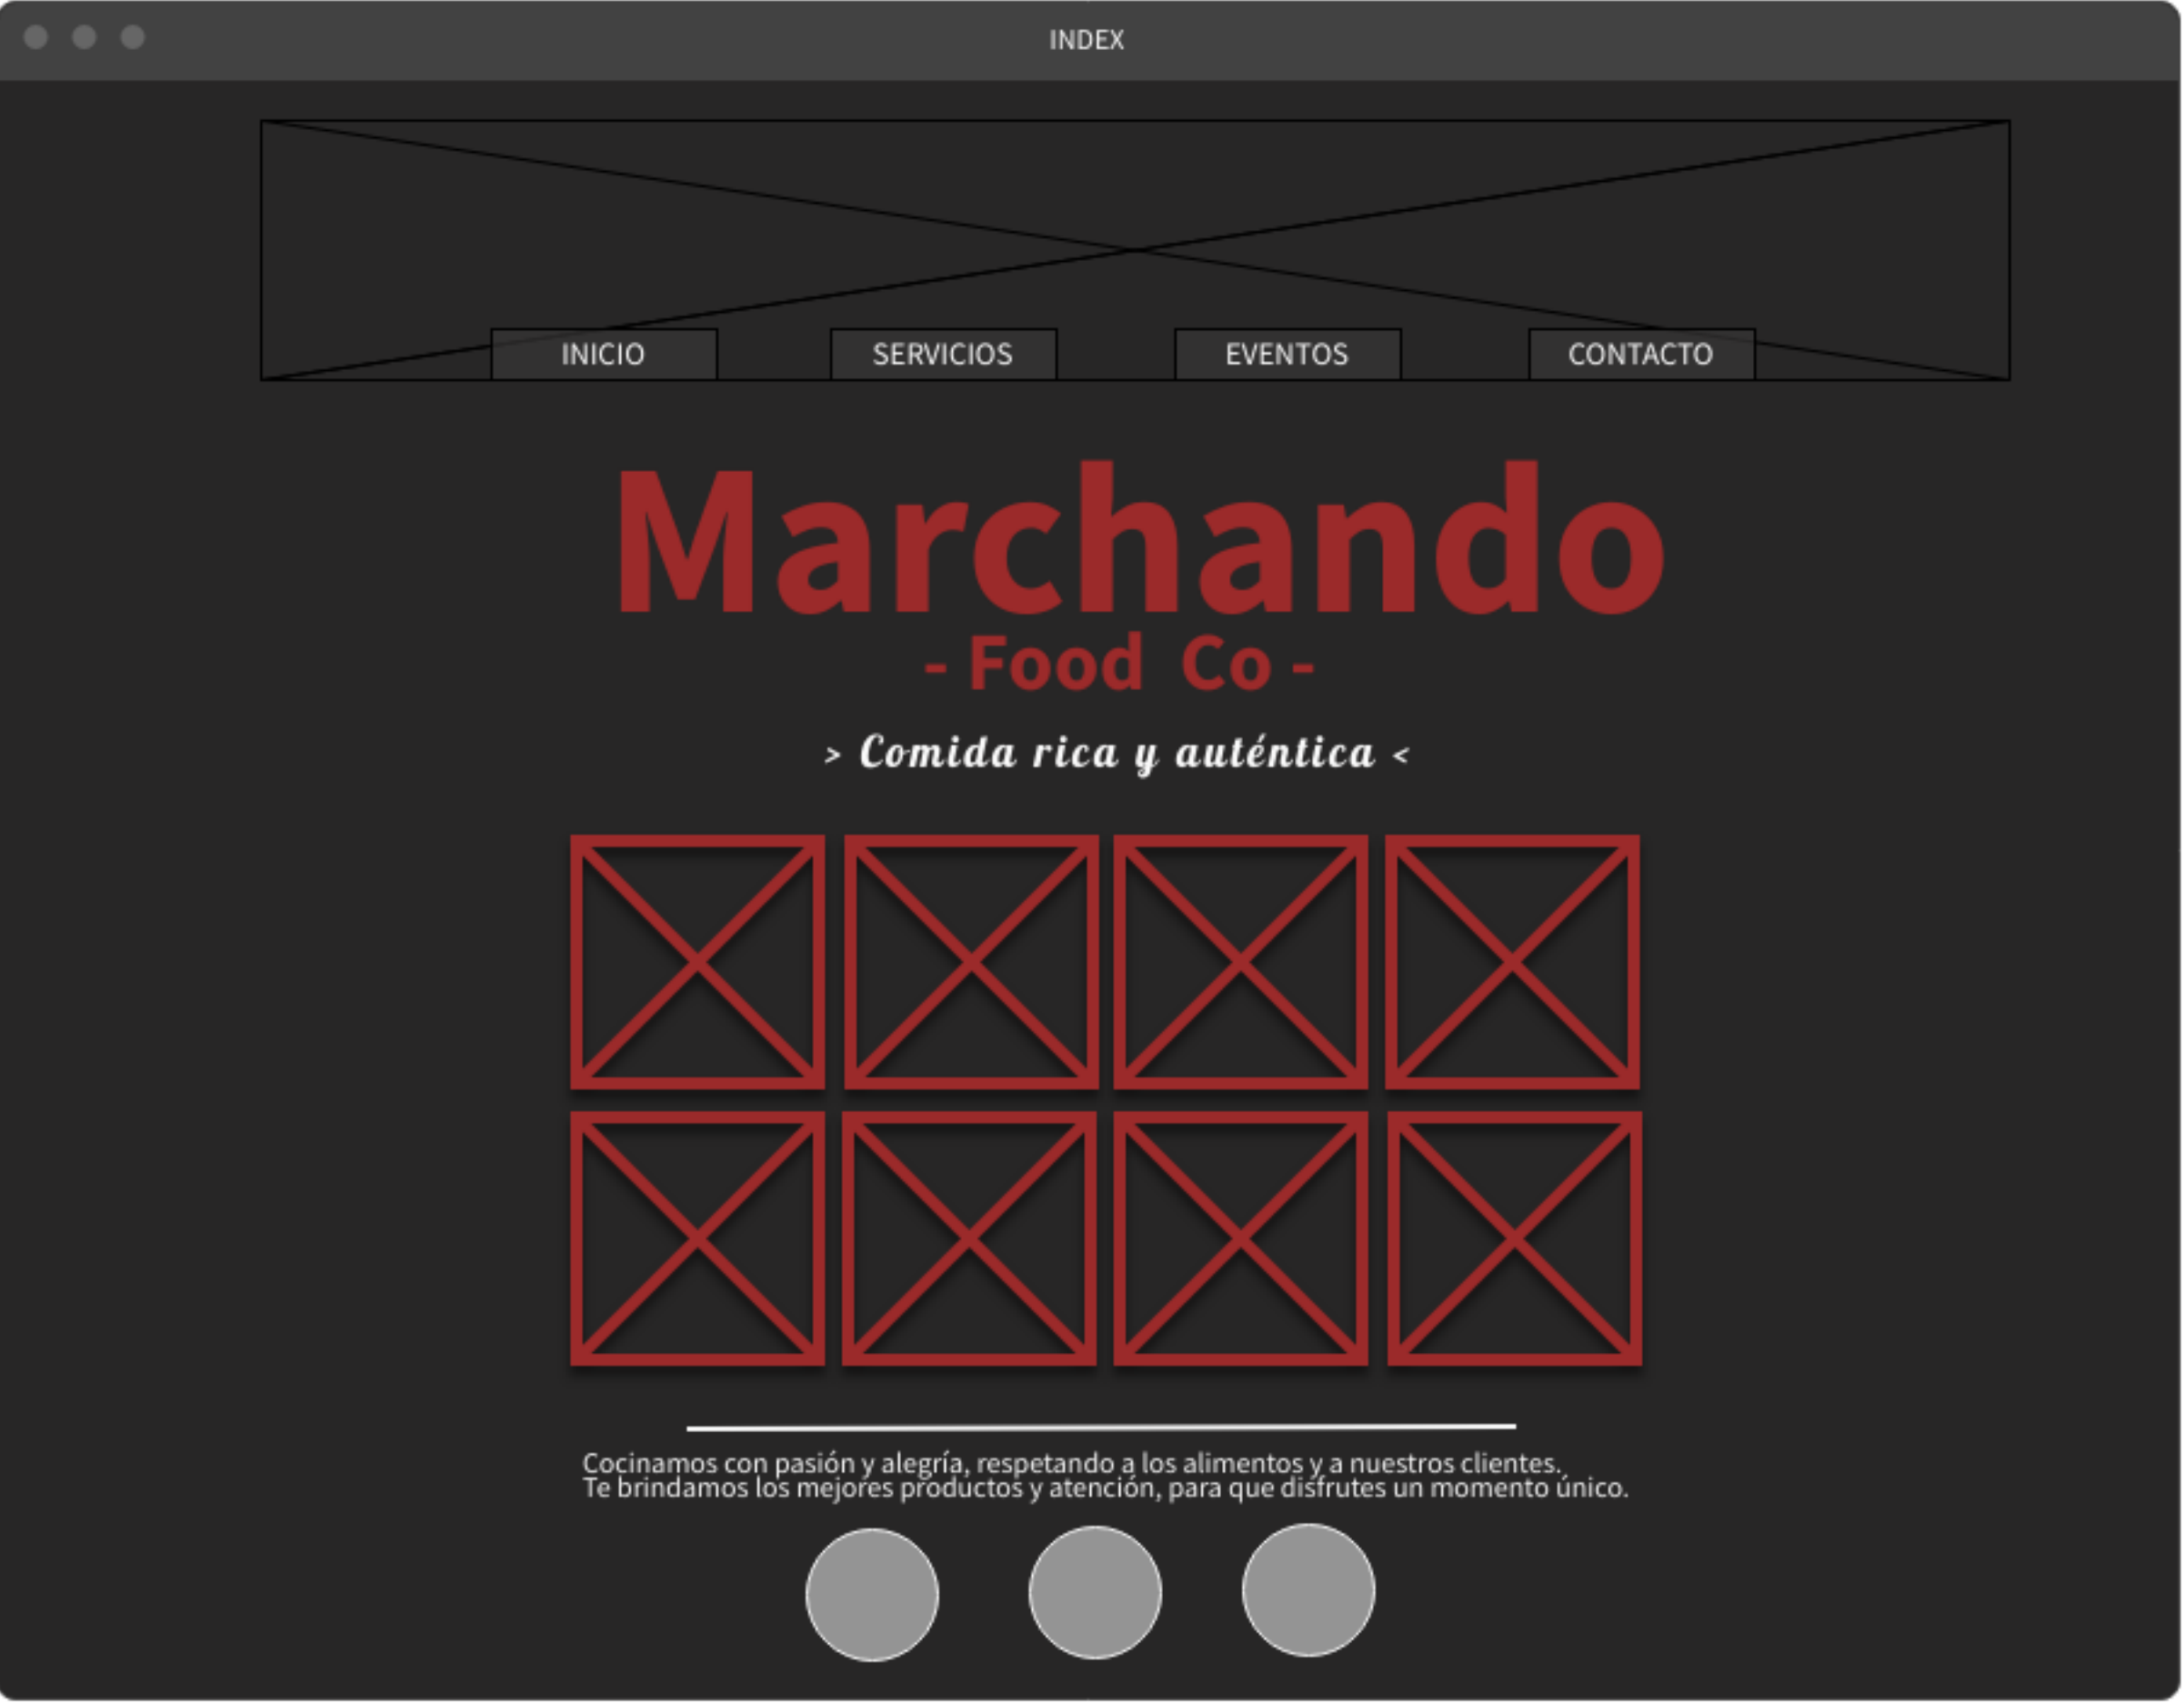 INDEX
INICIO SERVICIOS EVENTOS CONTACTO
Marchando
- Food Co -
> Comida rica y auténtica <
Cocinamos con pasión y alegría, respetando a los alimentos y a nuestros clientes.
Te brindamos los mejores productos y atención, para que disfrutes un momento único.